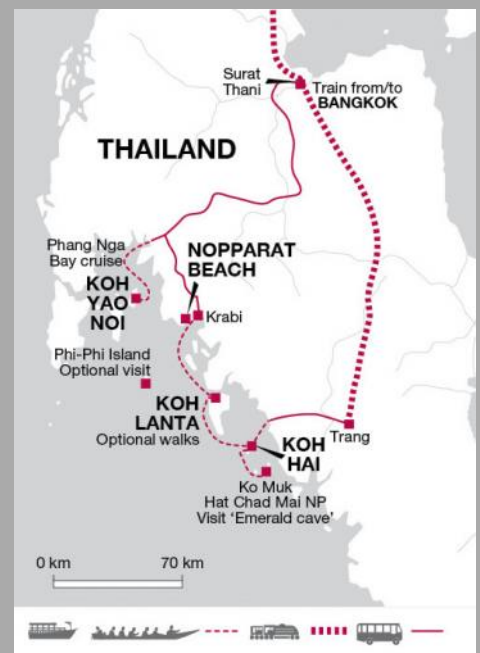 Surat
Thani
Train from/to
BANGKOK
THAILAND
Phang Nga
Bay cruise
NOPPARAT
BEACH
KOH
YAO
NOI
Krabi
Phi-Phi Island
Optional visit
KOH
LANTA
Optional walks
Trang
KOH
HAI
Ko Muk
Hat Chad Mai NP
Visit ‘Emerald cave’
0 km
70 km